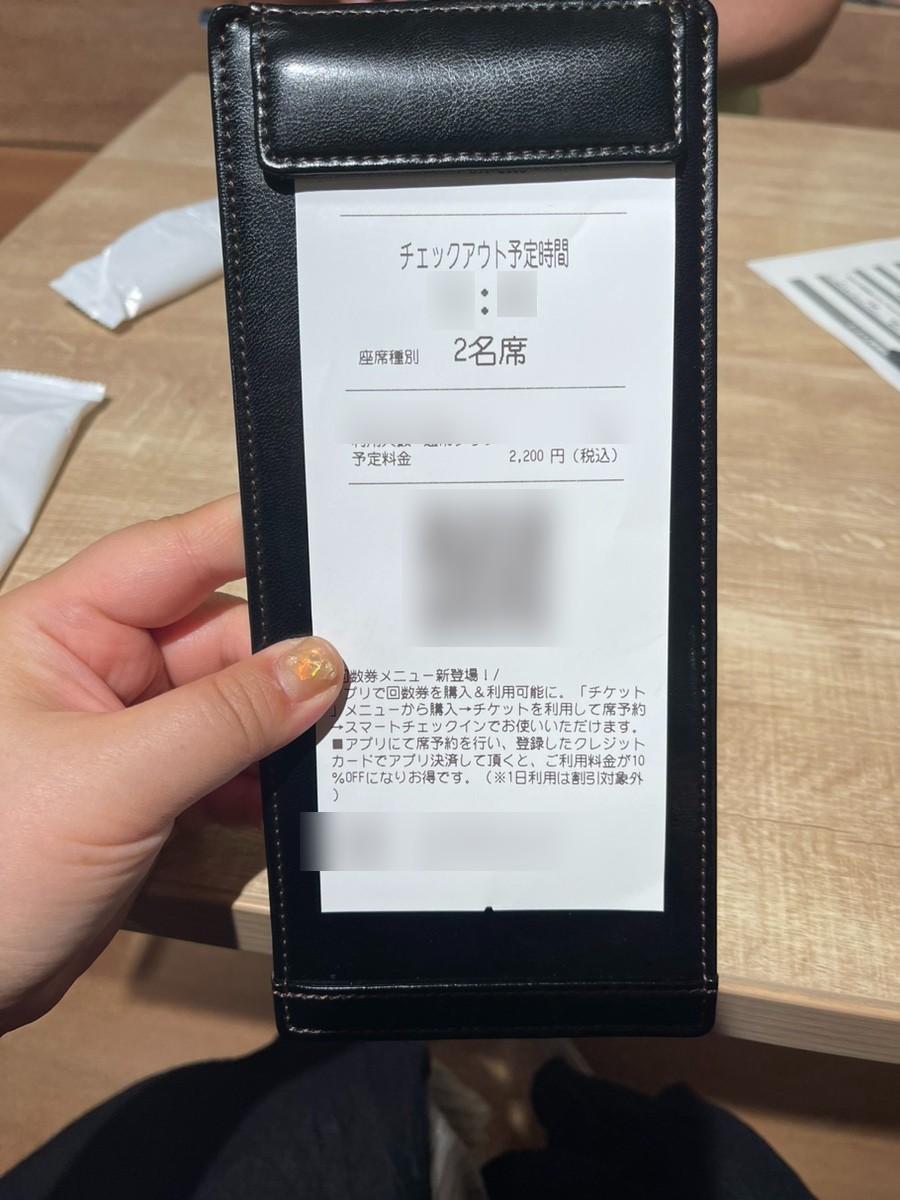 チェックアウト予定時間
:
座席種別 2名席
予定料金 2,200 円（税込）
数券メニュー新登場！/
プリで回数券を購入＆利用可能に。「チケット
」メニューから購入→チケットを利用して席予約
→スマートチェックインでお使いいただけます。
■アプリにて席予約を行い、登録したクレジット
カードでアプリ決済して頂くと、ご利用料金が10
%OFFになりお得です。（※1日利用は割引対象外
）